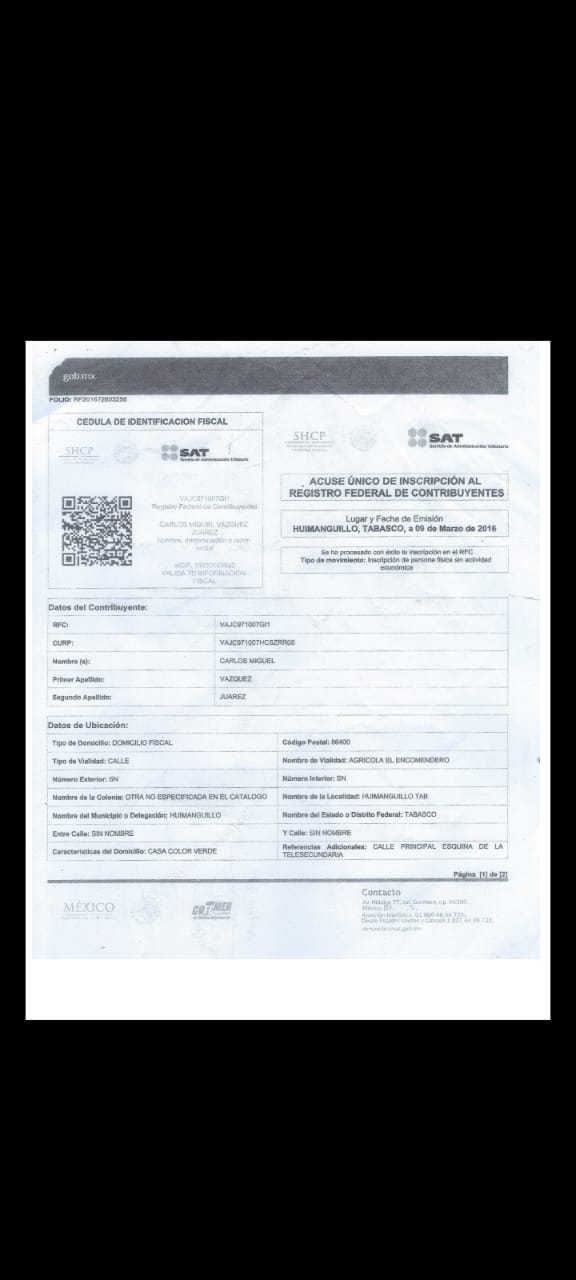 gob.mx
FOLIO: RF201672603256
CEDULA DE IDENTIFICACION FISCAL
SHCP
SAT
Servicio de Administración Tributaria
VAJC971007GI1
Registro Federal de Contribuyentes
CARLOS MIGUEL VAZQUEZ
JUAREZ
Nombre, denominación o razón
social
VALIDA TU INFORMACIÓN
FISCAL
SHCP
SAT
Servicio de Administración Tributaria
ACUSE ÚNICO DE INSCRIPCIÓN AL
REGISTRO FEDERAL DE CONTRIBUYENTES
Lugar y Fecha de Emisión
HUIMANGUILLO, TABASCO, a 09 de Marzo de 2016
Se ha procesado con éxito tu inscripción en el RFC
Tipo de movimiento: Inscripción de persona física sin actividad
económica
Datos del Contribuyente:
RFC: VAJC971007GI1
CURP: VAJC971007HCSZRR08
Nombre (s): CARLOS MIGUEL
Primer Apellido: VAZQUEZ
Segundo Apellido: JUAREZ
Datos de Ubicación:
Tipo de Domicilio: DOMICILIO FISCAL Código Postal: 86400
Tipo de Vialidad: CALLE Nombre de Vialidad: AGRICOLA EL ENCOMENDERO
Número Exterior: SN Número Interior: SN
Nombre de la Colonia: OTRA NO ESPECIFICADA EN EL CATALOGO Nombre de la Localidad: HUIMANGUILLO TAB
Nombre del Municipio o Delegación: HUIMANGUILLO Nombre del Estado o Distrito Federal: TABASCO
Entre Calle: SIN NOMBRE Y Calle: SIN NOMBRE
Características del Domicilio: CASA COLOR VERDE Referencias Adicionales: CALLE PRINCIPAL ESQUINA DE LA
TELESECUNDARIA
Página [1] de [2]
MÉXICO
COFEMER
Contacto
Av. Hidalgo 77, col. Guerrero, c.p. 06300,
México, D.F.
Atención telefónica: 01 800 46 36 728,
Desde Estados Unidos y Canadá 1 877 44 88 728.
denuncias@sat.gob.mx